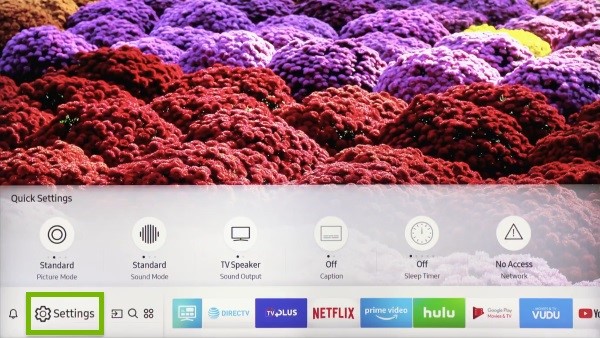 Quick Settings
Standard
Picture Mode
Standard
Sound Mode
TV Speaker
Sound Output
Off
Caption
Off
Sleep Timer
No Access
Network
Settings
DIRECTV
TV PLUS
NETFLIX
prime video
hulu
Google Play
Movies & TV
VUDU
Yo